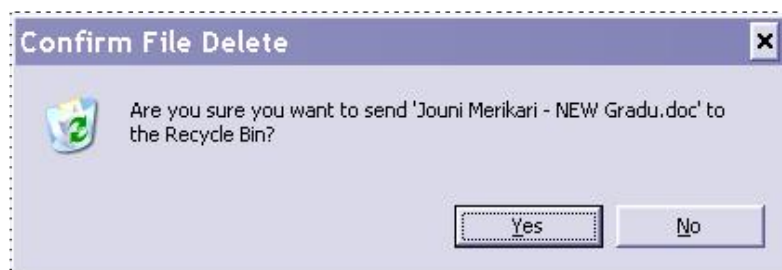 Confirm File Delete
Are you sure you want to send 'Jouni Merikari - NEW Gradu.doc' to
the Recycle Bin?
Yes
No